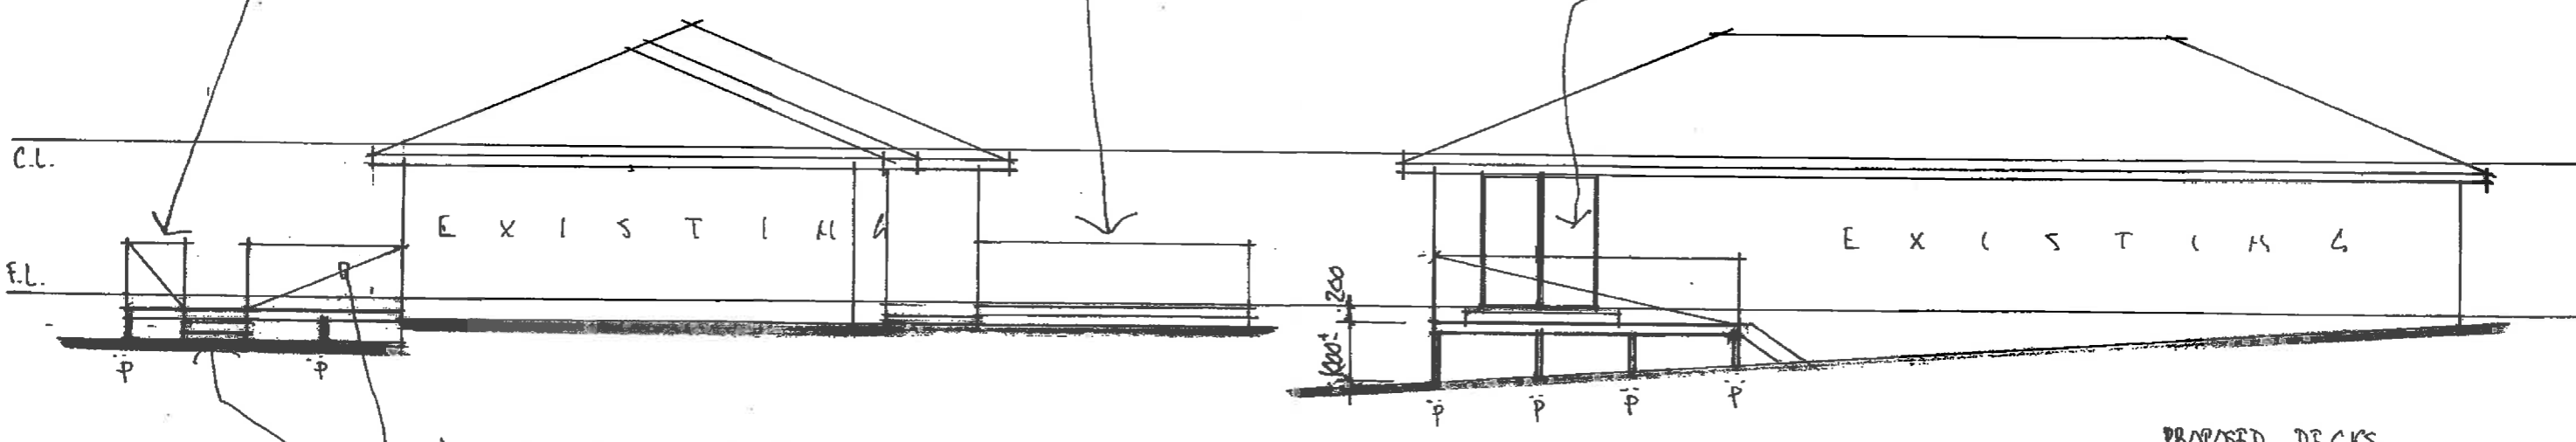 C.L.
E X I S T I N G
E X I S T I N G
F.L.
200
P P
P P P P
PROPOSED DECKS